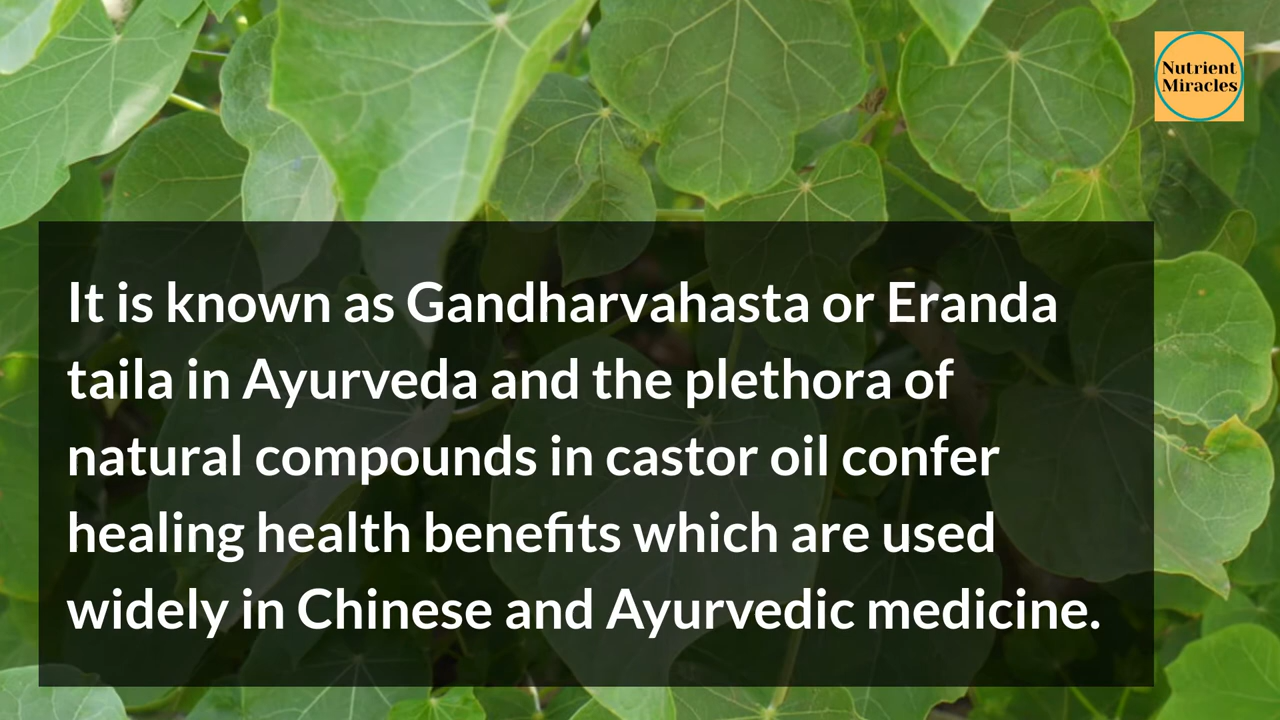 Nutrient
Miracles
It is known as Gandharvahasta or Eranda
taila in Ayurveda and the plethora of
natural compounds in castor oil confer
healing health benefits which are used
widely in Chinese and Ayurvedic medicine.